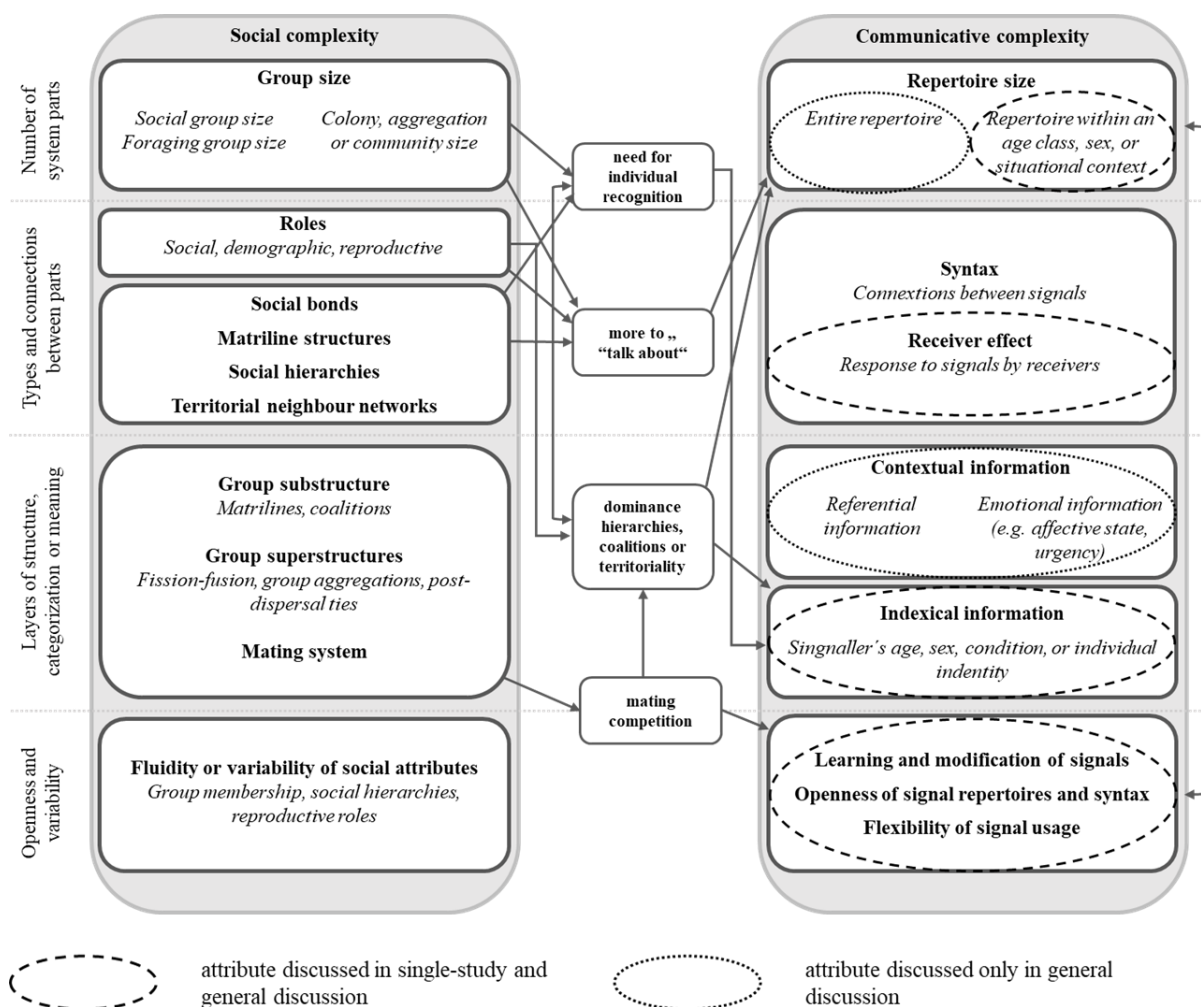 Social complexity
Communicative complexity
Number of
system parts
Group size
Social group size
Foraging group size
Colony, aggregation
or community size
need for
individual
recognition
Repertoire size
Entire repertoire
Repertoire within an
age class, sex, or
situational context
Types and connections
between parts
Roles
Social, demographic, reproductive
Social bonds
Matriline structures
Social hierarchies
Territorial neighbour networks
more to „
“talk about“
Syntax
Connextions between signals
Receiver effect
Response to signals by receivers
Layers of structure,
categorization or meaning
Group substructure
Matrilines, coalitions
Group superstructures
Fission-fusion, group aggregations, post-
dispersal ties
Mating system
dominance
hierarchies,
coalitions or
territoriality
mating
competition
Contextual information
Referential
information
Emotional information
(e.g. affective state,
urgency)
Indexical information
Singnaller´s age, sex, condition, or individual
indentity
Openness and
variability
Fluidity or variability of social attributes
Group membership, social hierarchies,
reproductive roles
Learning and modification of signals
Openness of signal repertoires and syntax
Flexibility of signal usage
attribute discussed in single-study and
general discussion
attribute discussed only in general
discussion